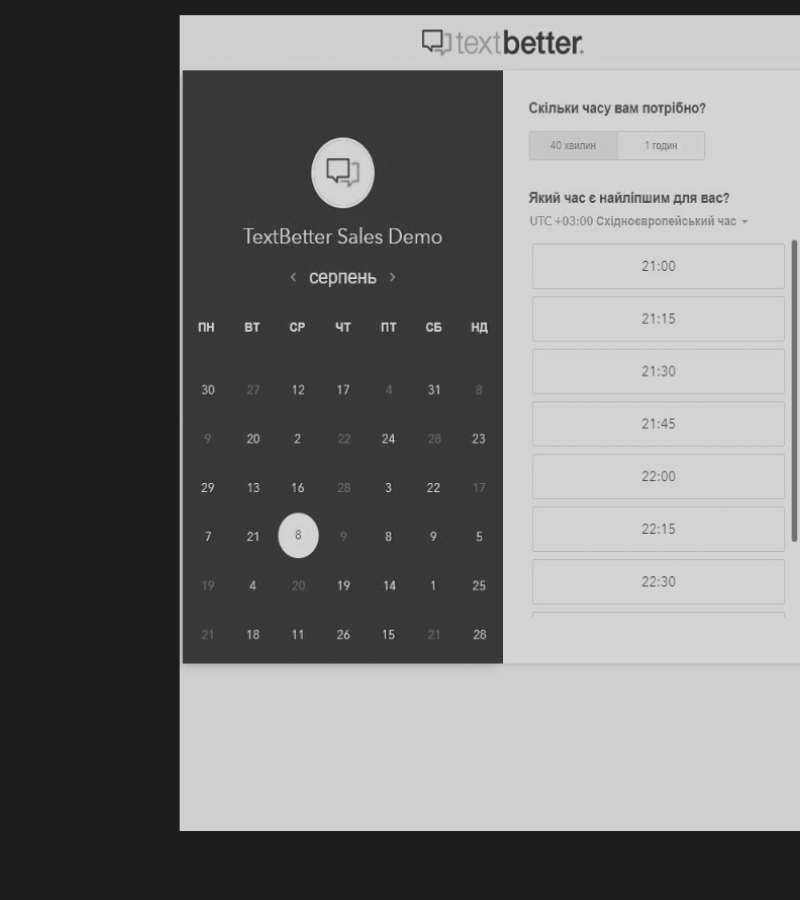 textbetter.
TextBetter Sales Demo
< серпень >
ПН ВТ СР ЧТ ПТ СБ НД
30 27 12 17 4 31 8
9 20 2 22 24 28 23
29 13 16 28 3 22 17
7 21 8 9 8 9 5
19 4 20 19 14 1 25
21 18 11 26 15 21 28
Скільки часу вам потрібно?
40 хвилин 1 годин
Який час є найліпшим для вас?
UTC +03:00 Східноєвропейський час
21:00
21:15
21:30
21:45
22:00
22:15
22:30